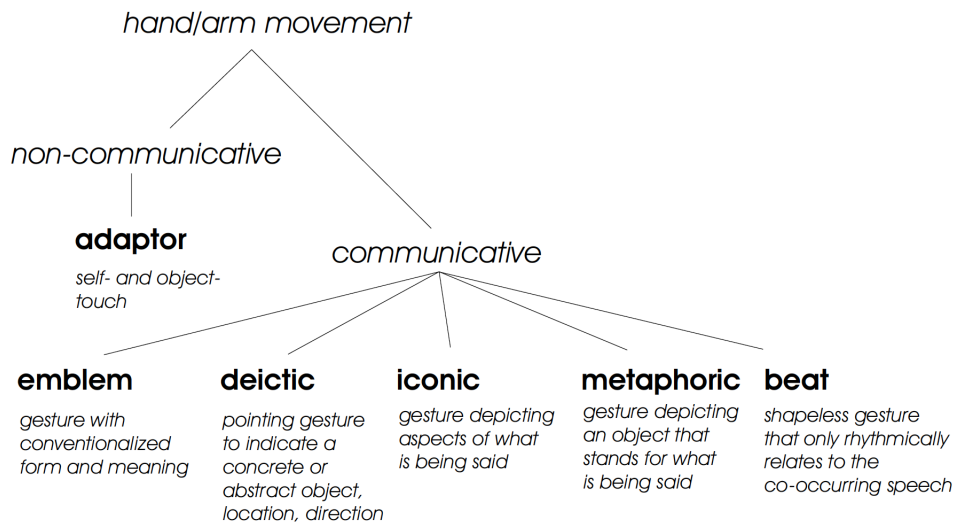 hand/arm movement
non-communicative
adaptor
self- and object-
touch
communicative
emblem
gesture with
conventionalized
form and meaning
deictic
pointing gesture
to indicate a
concrete or
abstract object,
location, direction
iconic
gesture depicting
aspects of what
is being said
metaphoric
gesture depicting
an object that
stands for what
is being said
beat
shapeless gesture
that only rhythmically
relates to the
co-occurring speech